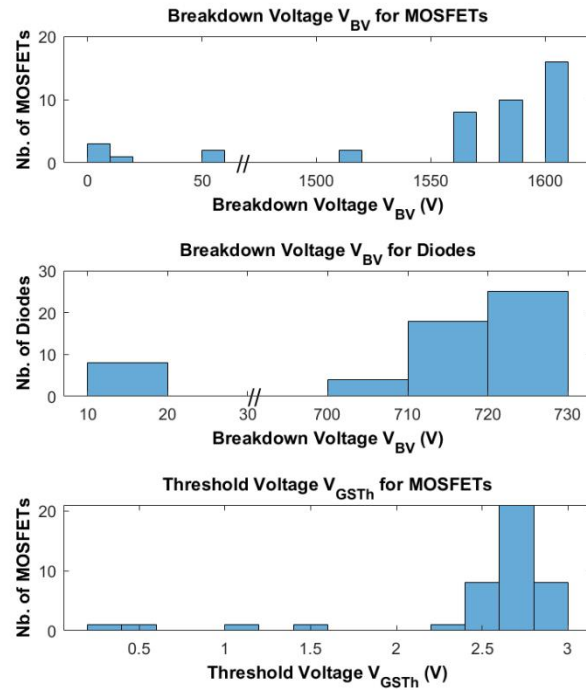 Breakdown Voltage V_BV for MOSFETs
20
10
0
Nb. of MOSFETs
0 50 // 1500 1550 1600
Breakdown Voltage V_BV (V)
Breakdown Voltage V_BV for Diodes
30
20
10
0
Nb. of Diodes
10 20 30 // 700 710 720 730
Breakdown Voltage V_BV (V)
Threshold Voltage V_GSTh for MOSFETs
20
10
0
Nb. of MOSFETs
0.5 1 1.5 2 2.5 3
Threshold Voltage V_GSTh (V)